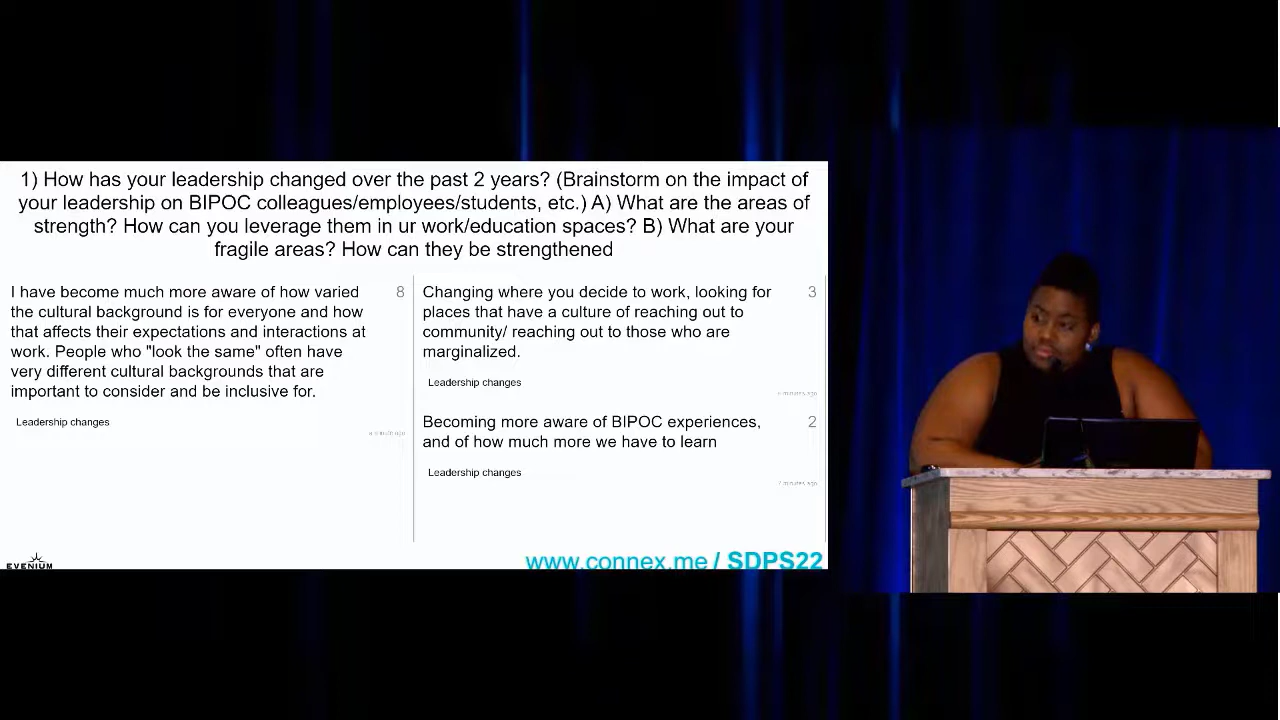 1) How has your leadership changed over the past 2 years? (Brainstorm on the impact of
your leadership on BIPOC colleagues/employees/students, etc.) A) What are the areas of
strength? How can you leverage them in ur work/education spaces? B) What are your
fragile areas? How can they be strengthened
I have become much more aware of how varied
the cultural background is for everyone and how
that affects their expectations and interactions at
work. People who "look the same" often have
very different cultural backgrounds that are
important to consider and be inclusive for.
8
Leadership changes
a minute ago
Changing where you decide to work, looking for
places that have a culture of reaching out to
community/ reaching out to those who are
marginalized.
3
Leadership changes
minutes ago
Becoming more aware of BIPOC experiences,
and of how much more we have to learn
2
Leadership changes
7 minutes ago
EVENIUM
www.connex.me / SDPS22